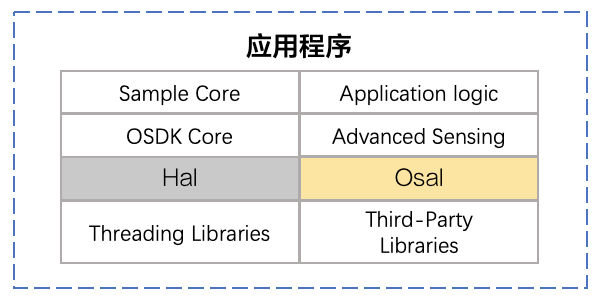 应用程序
Sample Core
Application logic
OSDK Core
Advanced Sensing
Hal
Osal
Threading Libraries
Third-Party
Libraries